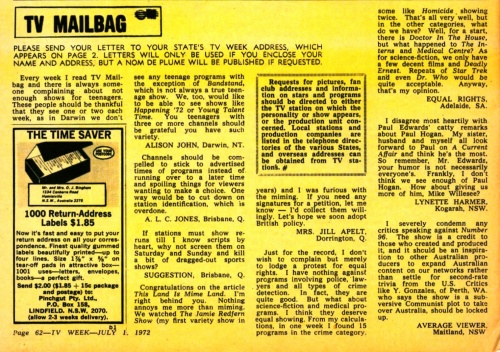 TV MAILBAG
PLEASE SEND YOUR LETTER TO YOUR STATE'S TV WEEK ADDRESS, WHICH
APPEARS ON PAGE 2. LETTERS WILL ONLY BE USED IF YOU ENCLOSE YOUR
NAME AND ADDRESS, BUT A NOM DE PLUME WILL BE PUBLISHED IF REQUESTED.
Every week I read TV Mail-
bag and there is always some-
one complaining about not
enough shows for teenagers.
These people should be thankful
that they see one or two each
week, as in Darwin we don't
THE TIME SAVER
Mr. and Mrs. G. J. Bingham
1234 Canberra Road
Pastoraville
N.S.W., Australia 2375
1000 Return-Address
Labels $1.85
Now it's fast and easy to put your
return address on all your corres-
pondence. Finest quality gummed
labels beautifully printed—up to
four lines. Size 1⅝" x ⅝" on
tear-off pads in attractive box—
1001 uses—letters, envelopes,
books—a perfect gift.
Send $2.00 ($1.85 + 15c package
and postage) to:
Pinchgut Pty. Ltd.,
P.O. Box 158,
LINDFIELD. N.S.W. 2070.
(allow 2-3 weeks delivery).
see any teenage programs with
the exception of Bandstand,
which is not always a true teen-
age show. We, too, would like
to be able to see shows like
Happening '72 or Young Talent
Time. You teenagers with
three or more channels should
be grateful you have such
variety.
ALISON JOHN, Darwin, NT.
Channels should be com-
pelled to stick to advertised
times of programs instead of
running over to a later time
and spoiling things for viewers
wanting to make a choice. One
way would be to cut down on
station identification, which is
overdone.
A. L. C. JONES, Brisbane, Q.
If stations must show re-
runs till I know scripts by
heart, why not screen them on
Saturday and Sunday and kill
a bit of dragged-out sports
shows?
SUGGESTION, Brisbane, Q.
Congratulations on the article
This Land Is Mine Land. I'm
right behind you. Nothing
annoys me more than missing
We watched The Jamie Redfern
Show (my first variety show in
Requests for pictures, fan
club addresses and informa-
tion on stars and programs
should be directed to either
the TV station on which the
personality or show appears,
or the production unit con-
cerned. Local stations and
production companies are
listed in the telephone direc-
tories of the various States,
and overseas addresses can
be obtained from TV sta-
tion. #
years) and I was furious with
the miming. If you need any
signatures for a petition, let me
know — I'd collect them will-
ingly. Let's hope we soon adopt
British policy.
MRS. JILL APELT,
Dorrington, Q.
Just for the record, I don't
wish to complain but merely
to lodge a protest for equal
rights. I have nothing against
programs involving police, law-
yers and all types of crime
detection. In fact, they are
quite good. But what about
science-fiction and medical pro-
grams. I think they deserve
equal showing. From my calcula-
tions, in one week I found 15
programs in the crime category.
some like Homicide showing
twice. That's all very well, but
in the other categories, what
do we have? Well, for a start,
there is Doctor In The House,
but what happened to The In-
terns and Medical Centre? As
for science-fiction, we only have
a few decent films and Deadly
Ernest. Repeats of Star Trek
and even Dr. Who would be
quite acceptable. Anyway,
that's my opinion.
EQUAL RIGHTS.
Adelaide, SA.
I disagree most heartily with
Paul Edwards' catty remarks
about Paul Hogan. My sister,
husband and myself all look
forward to Paul on A Current
Affair and think he's the most.
So remember, Mr. Edwards,
your humor is not necessarily
everyone's. Frankly, I don't
think we see enough of Paul
Hogan. How about giving us
more of him, Mike Willesee?
LYNETTE HARMER,
Kogarah, NSW.
I severely condemn any
critics speaking against Number
96. The show is a credit to
those who created and produced
it, and it should be an inspira-
tion to other Australian pro-
ducers to expand Australian
content on our networks rather
than settle for second-rate
trivia from the U.S. Critics
like Y. Gonzales, of Perth, WA,
who says the show is a sub-
versive Communist plot to take
over Australia, should be locked
up.
AVERAGE VIEWER,
Maitland, NSW
Page 62—TV WEEK—JULY 1, 1972